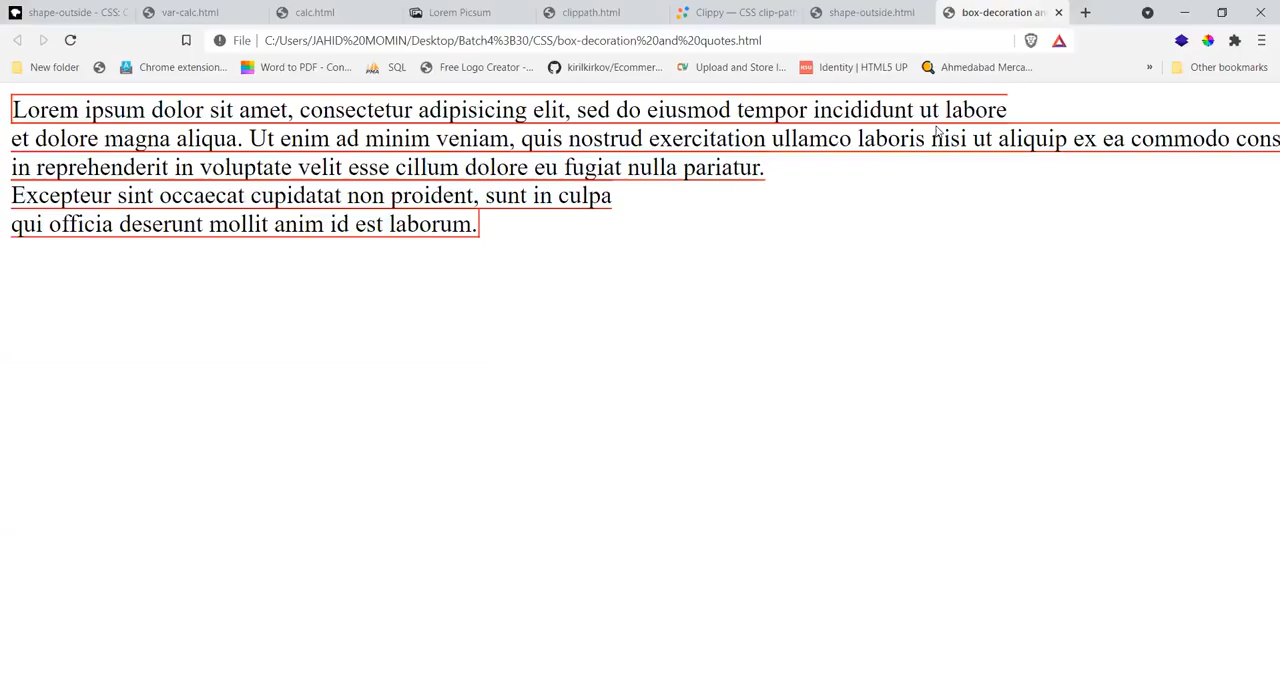 shape-outside - CSS: C
var-calc.html
calc.html
Lorem Picsum
clippath.html
Clippy — CSS clip-path
shape-outside.html
box-decoration an
File
C:/Users/JAHID%20MOMIN/Desktop/Batch4%3B30/CSS/box-decoration%20and%20quotes.html
New folder
Chrome extension...
Word to PDF - Con...
SQL
Free Logo Creator -...
kirilkirkov/Ecommer...
Upload and Store I...
Identity | HTML5 UP
Ahmedabad Merca...
»
Other bookmarks
Lorem ipsum dolor sit amet, consectetur adipisicing elit, sed do eiusmod tempor incididunt ut labore
et dolore magna aliqua. Ut enim ad minim veniam, quis nostrud exercitation ullamco laboris nisi ut aliquip ex ea commodo cons
in reprehenderit in voluptate velit esse cillum dolore eu fugiat nulla pariatur.
Excepteur sint occaecat cupidatat non proident, sunt in culpa
qui officia deserunt mollit anim id est laborum.